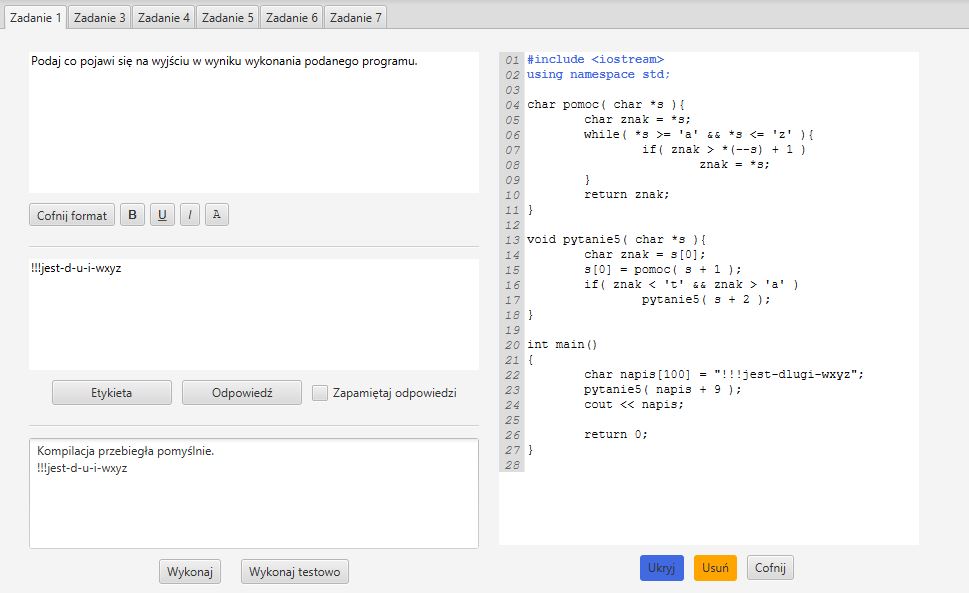 Zadanie 1 Zadanie 3 Zadanie 4 Zadanie 5 Zadanie 6 Zadanie 7
Podaj co pojawi się na wyjściu w wyniku wykonania podanego programu.
Cofnij format B U I A
!!!jest-d-u-i-wxyz
Etykieta Odpowiedź Zapamiętaj odpowiedzi
Kompilacja przebiegła pomyślnie.
!!!jest-d-u-i-wxyz
Wykonaj Wykonaj testowo
01 #include <iostream>
02 using namespace std;
03
04 char pomoc( char *s ){
05 char znak = *s;
06 while( *s >= 'a' && *s <= 'z' ){
07 if( znak > *(--s) + 1 )
08 znak = *s;
09 }
10 return znak;
11 }
12
13 void pytanie5( char *s ){
14 char znak = s[0];
15 s[0] = pomoc( s + 1 );
16 if( znak < 't' && znak > 'a' )
17 pytanie5( s + 2 );
18 }
19
20 int main()
21 {
22 char napis[100] = "!!!jest-dlugi-wxyz";
23 pytanie5( napis + 9 );
24 cout << napis;
25
26 return 0;
27 }
28
Ukryj Usuń Cofnij